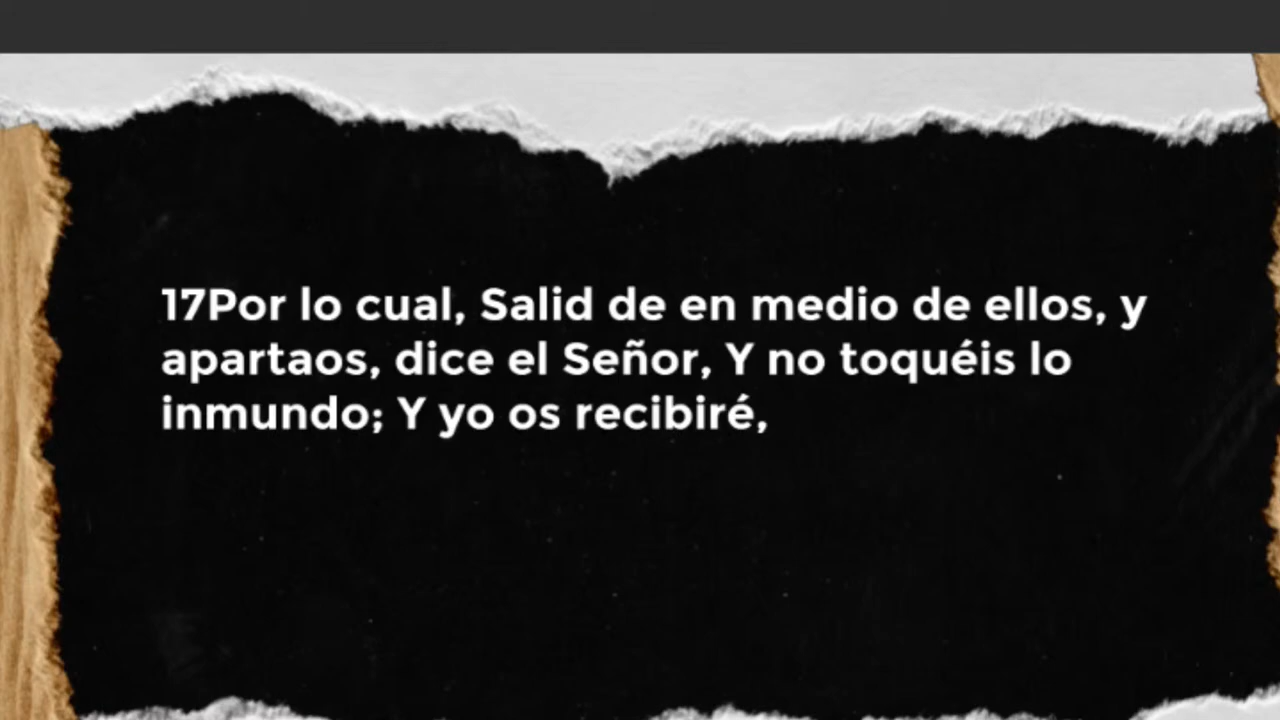 17Por lo cual, Salid de en medio de ellos, y
apartaos, dice el Señor, Y no toquéis lo
inmundo; Y yo os recibiré,